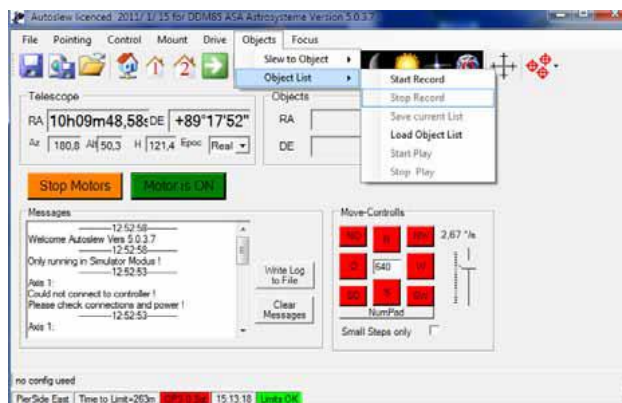 Autoslew licenced 2011/ 1/ 15 for DDM85 ASA Astrosysteme Version 5.0.3.7
File Pointing Control Mount Drive Objects Focus
Slew to Object
Object List
Start Record
Stop Record
Save current List
Load Object List
Start Play
Stop Play
Telescope
RA 10h09m48,58s DE +89°17'52"
Az 180,8 Alt 50,3 H 121,4 Epoc Real
Objects
RA
DE
Stop Motors Motor is ON
Messages
12:52:58
Welcome Autoslew Vers 5.0.3.7
12:52:58
Only running in Simulator Modus !
12:52:53
Axis 1:
Could not connect to controller !
Please check connections and power !
12:52:53
Axis 1:
Write Log
to File
Clear
Messages
Move-Controlls
NO N NW 2,67 °/s
O 640 W
SO S SW
NumPad
Small Steps only
no config used
PierSide East Time to Limit=263m 15:13:18 Limits OK